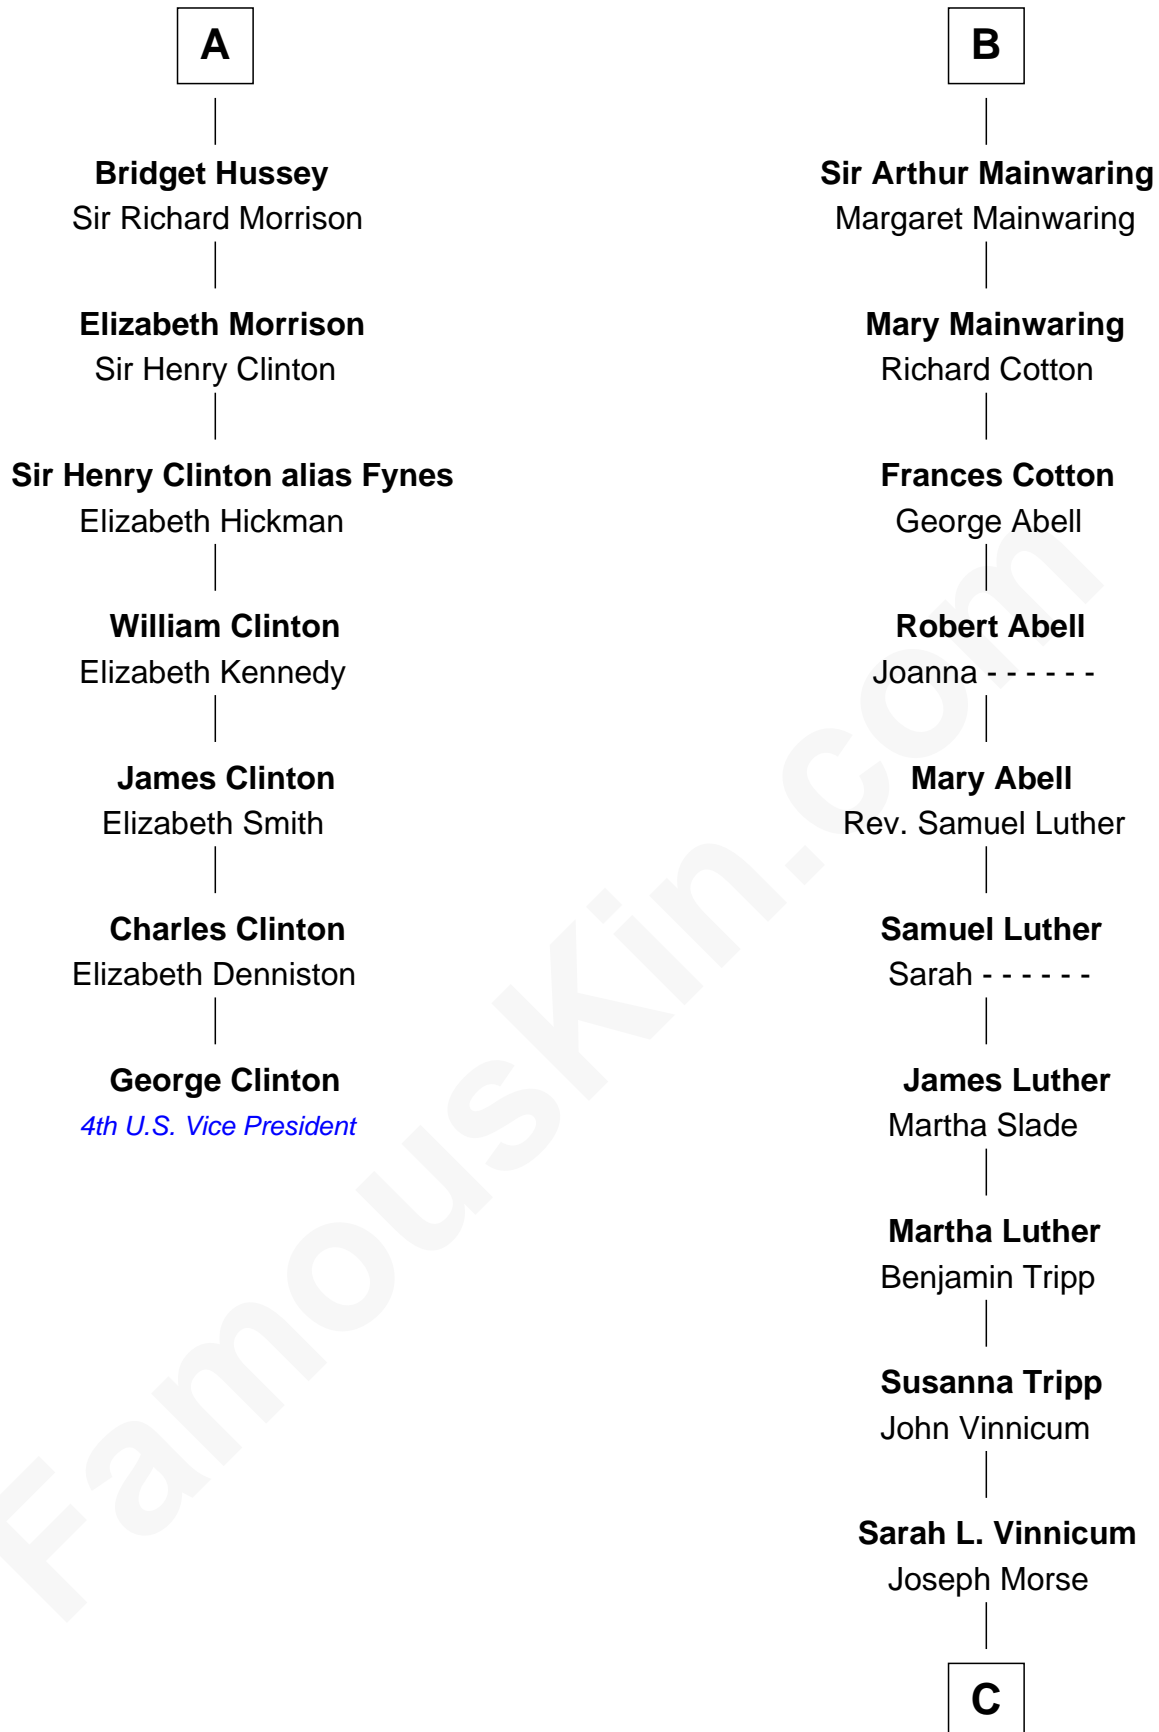 A
Bridget Hussey
Sir Richard Morrison
Elizabeth Morrison
Sir Henry Clinton
Sir Henry Clinton alias Fynes
Elizabeth Hickman
William Clinton
Elizabeth Kennedy
James Clinton
Elizabeth Smith
Charles Clinton
Elizabeth Denniston
George Clinton
4th U.S. Vice President
B
Sir Arthur Mainwaring
Margaret Mainwaring
Mary Mainwaring
Richard Cotton
Frances Cotton
George Abell
Robert Abell
Joanna - - - - - -
Mary Abell
Rev. Samuel Luther
Samuel Luther
Sarah - - - - - -
James Luther
Martha Slade
Martha Luther
Benjamin Tripp
Susanna Tripp
John Vinnicum
Sarah L. Vinnicum
Joseph Morse
C
FamousKin.com